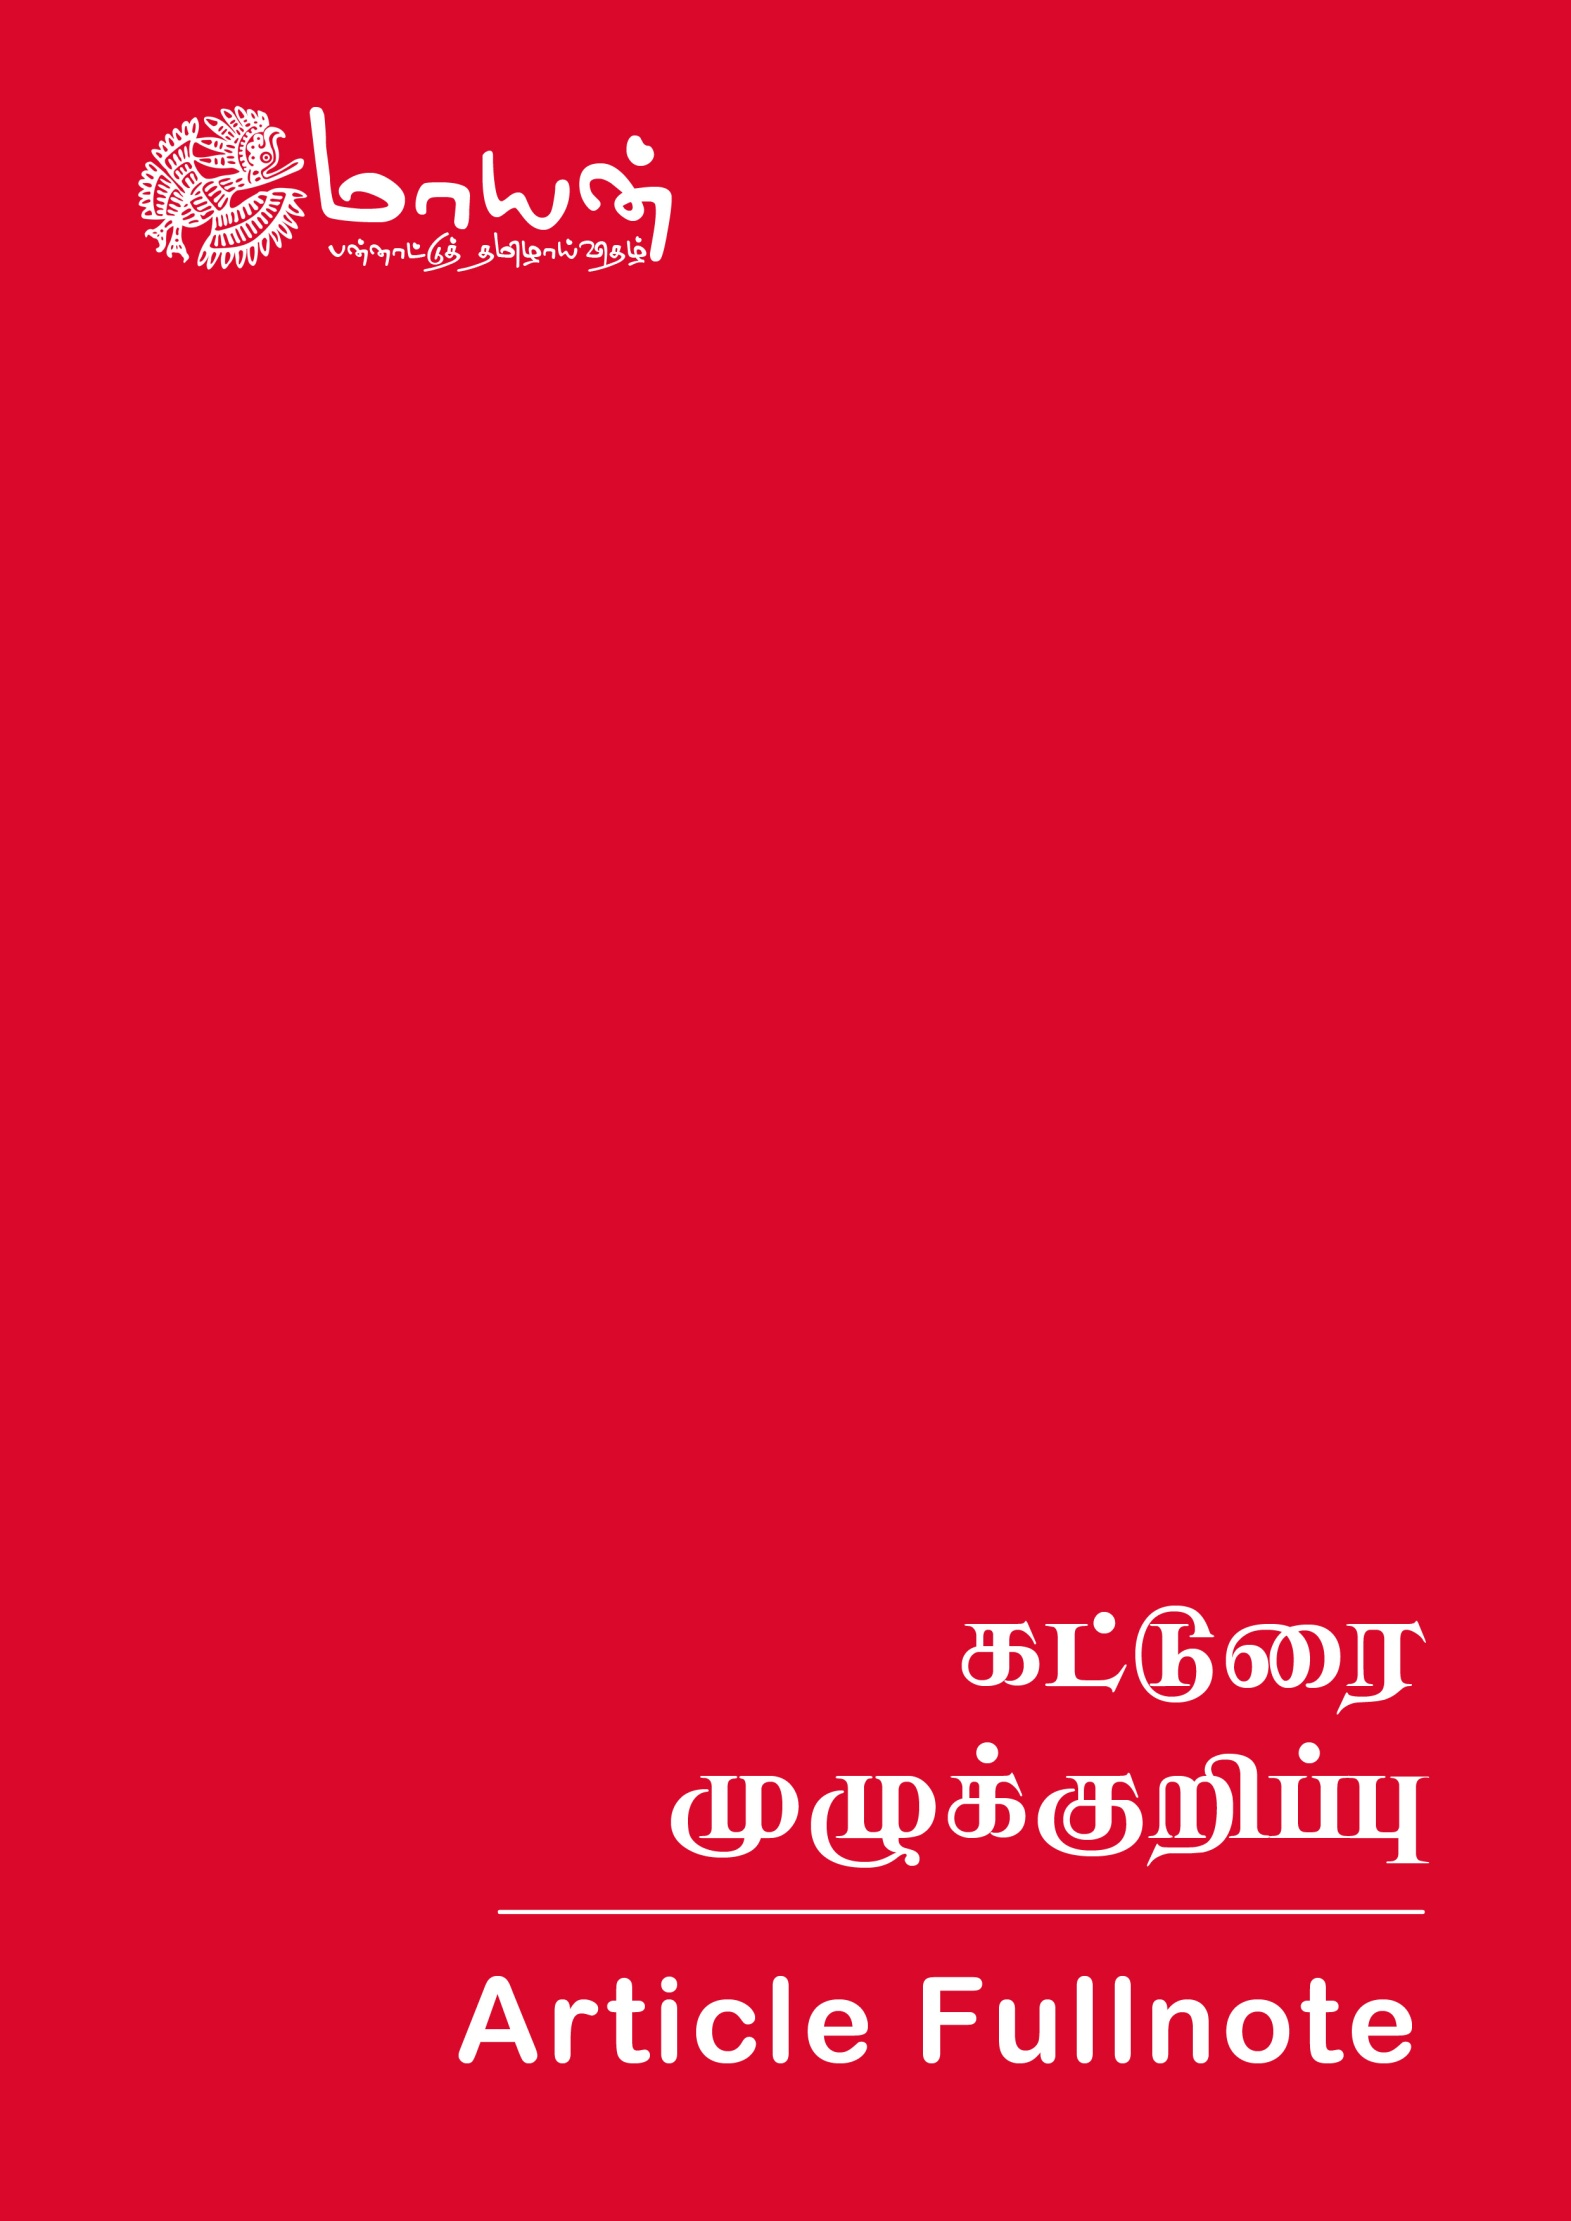 மாயன்
பன்னாட்டுத் தமிழாய்விதழ்
கட்டுரை
முழுக்குறிப்பு
Article Fullnote